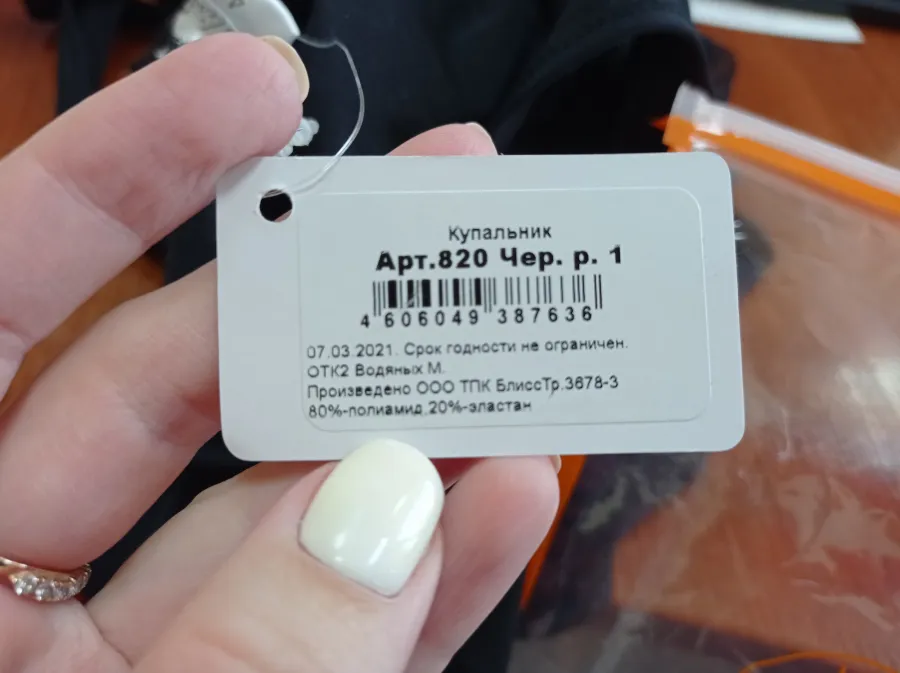 Купальник
Арт.820 Чер. р. 1
4 606049 387636
07.03.2021. Срок годности не ограничен.
ОТК2 Водяных М.
Произведено ООО ТПК БлиссТр.3678-3
80%-полиамид,20%-эластан